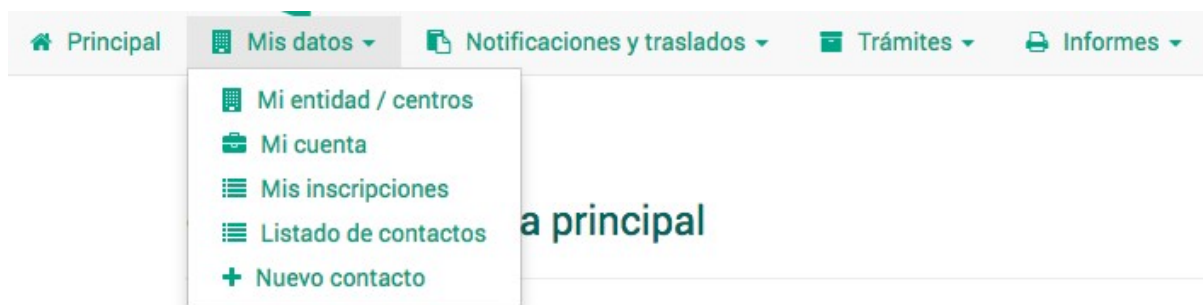 Principal Mis datos Notificaciones y traslados Trámites Informes
Mi entidad / centros
Mi cuenta
Mis inscripciones
Listado de contactos
a principal
Nuevo contacto